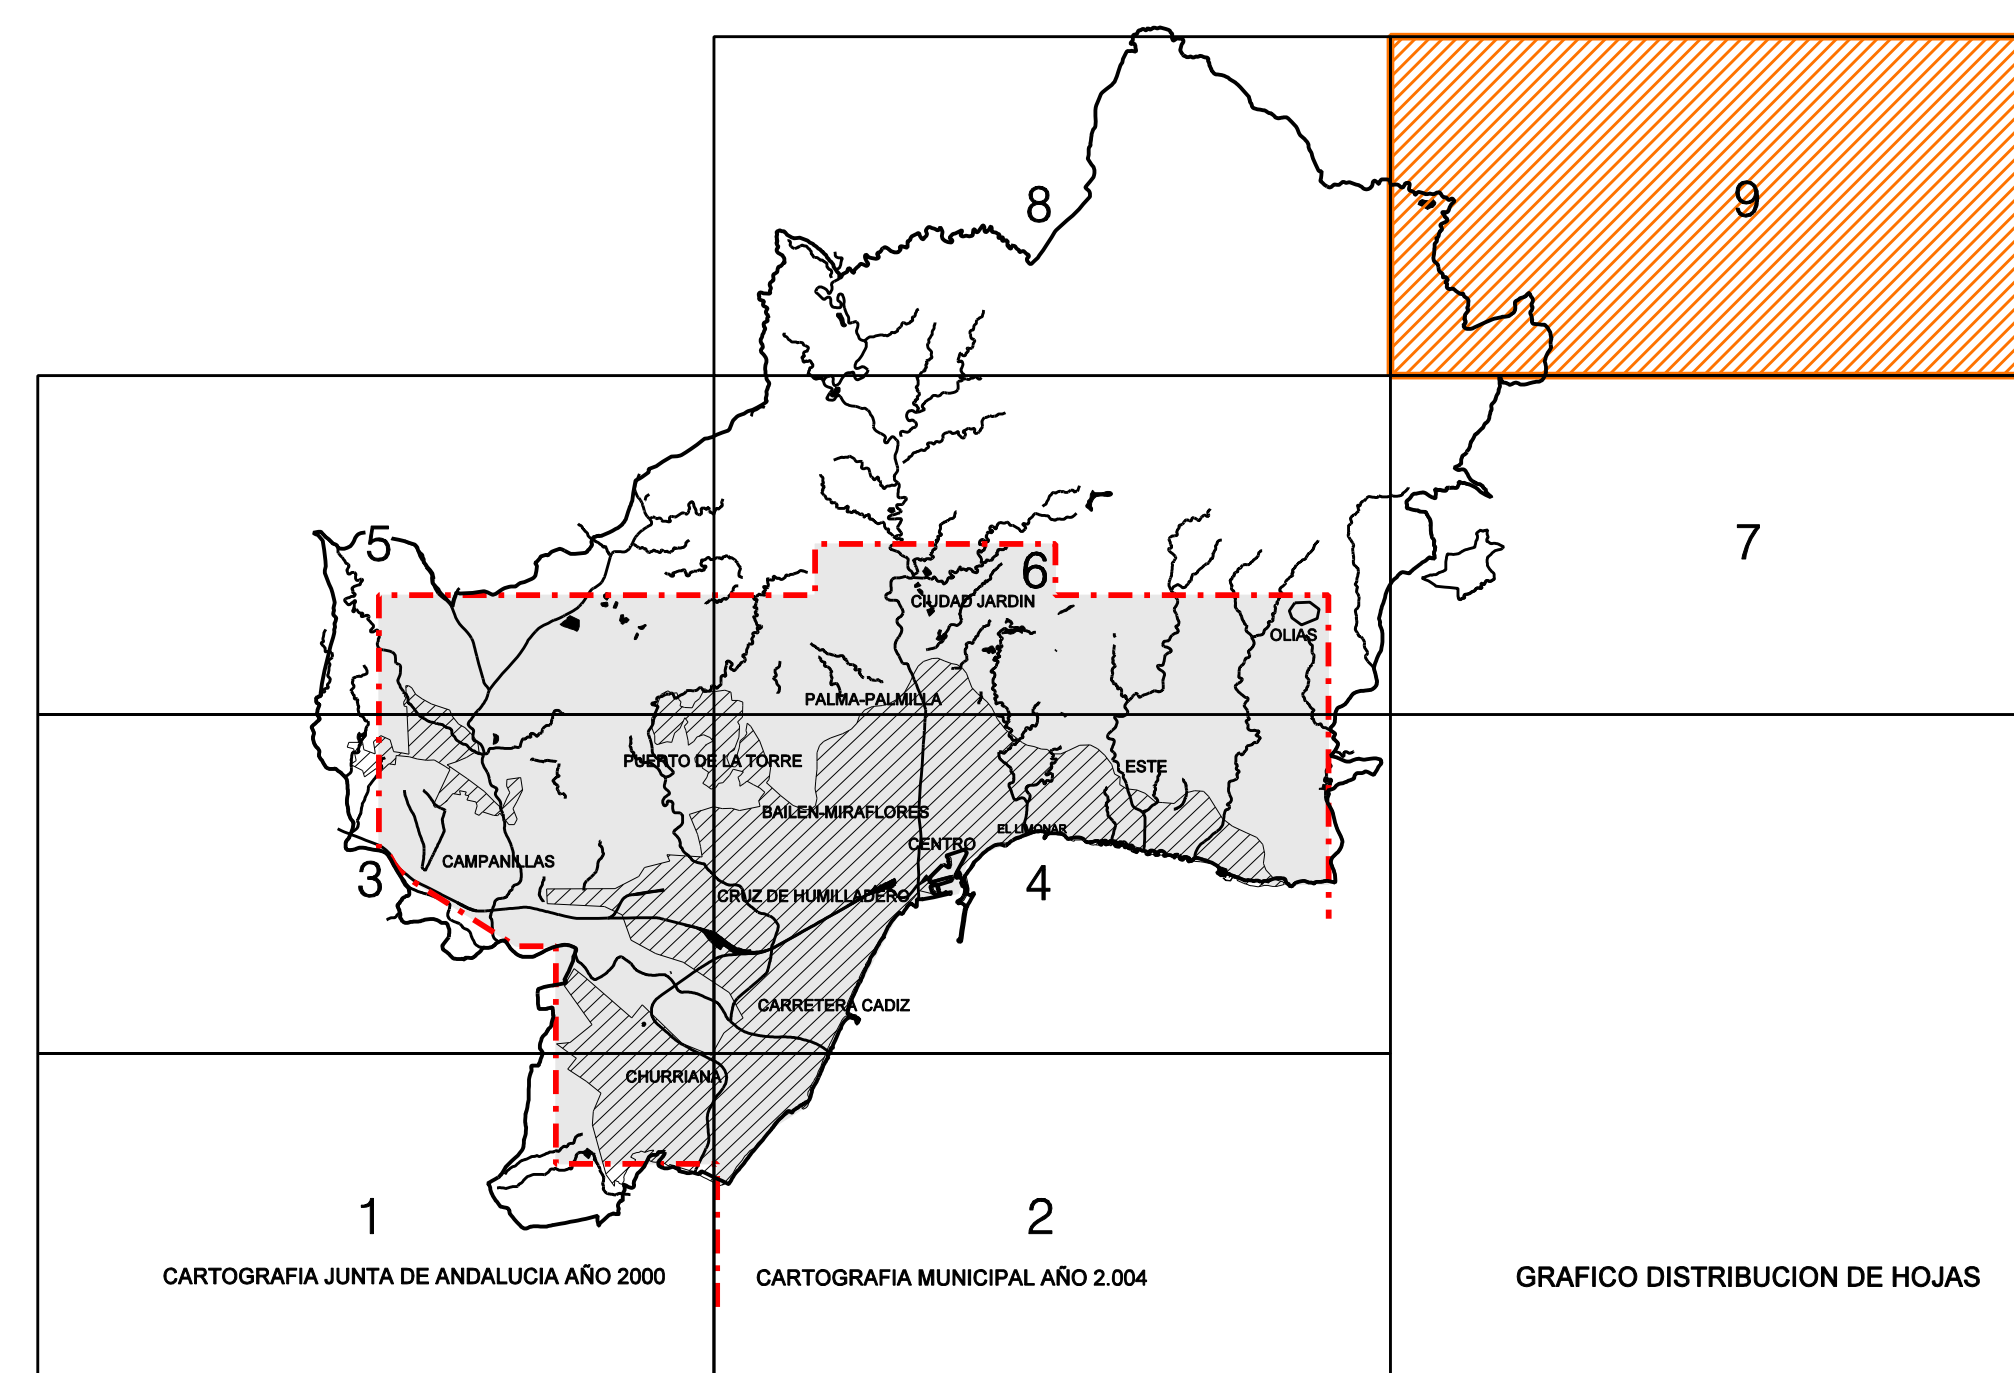 8
9
5
7
6
CIUDAD JARDIN
OLIAS
PALMA-PALMILLA
PUERTO DE LA TORRE
ESTE
BAILEN-MIRAFLORES
EL LIMONAR
CENTRO
CAMPANILLAS
3
4
CRUZ DE HUMILLADERO
CARRETERA CADIZ
CHURRIANA
1
2
CARTOGRAFIA JUNTA DE ANDALUCIA AÑO 2000
CARTOGRAFIA MUNICIPAL AÑO 2.004
GRAFICO DISTRIBUCION DE HOJAS